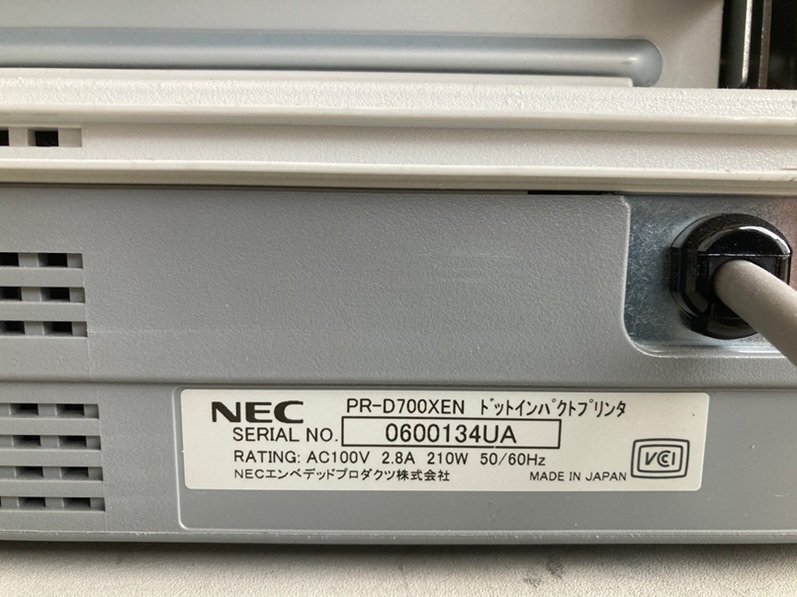 NEC PR-D700XEN ドットインパクトプリンタ
SERIAL NO. 0600134UA
RATING: AC100V 2.8A 210W 50/60Hz
NECエンベデッドプロダクツ株式会社 MADE IN JAPAN VCCI